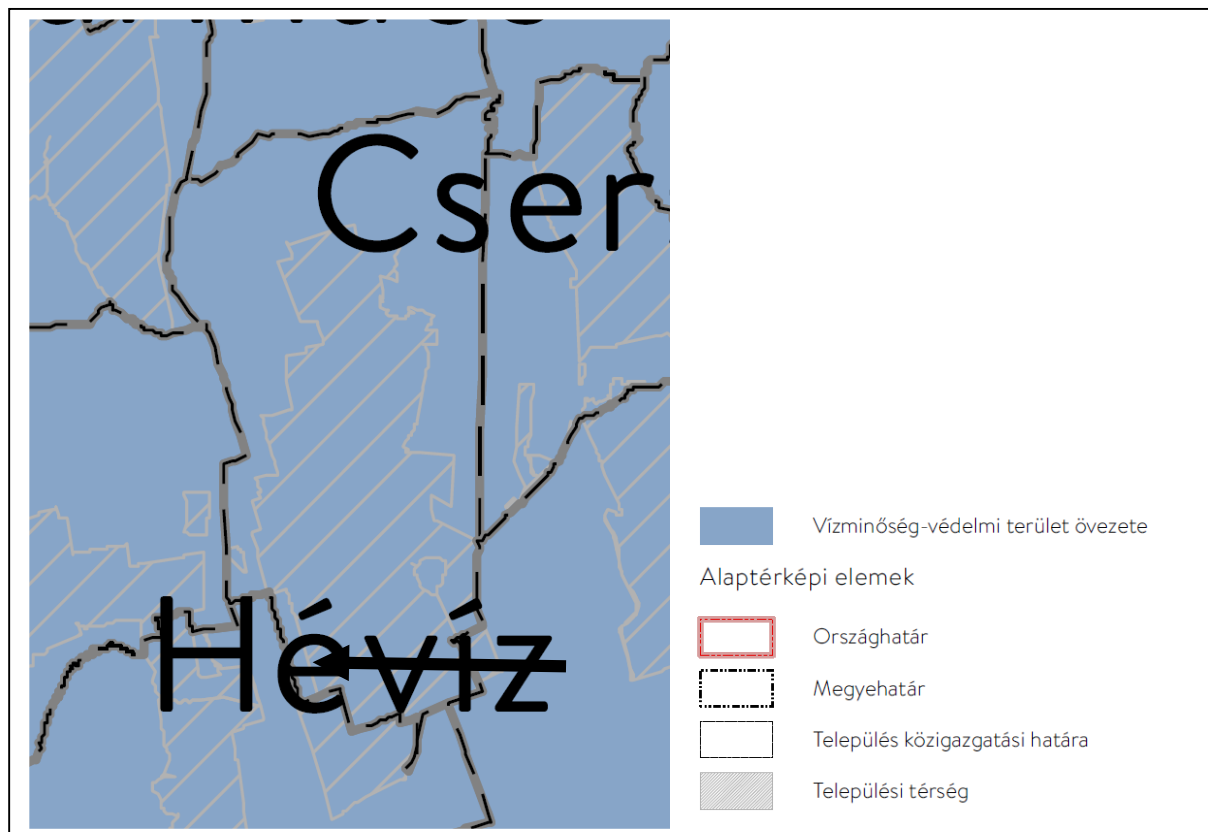 Cser
Hévíz
Vízminőség-védelmi terület övezete
Alaptérképi elemek
Országhatár
Megyehatár
Település közigazgatási határa
Települési térség